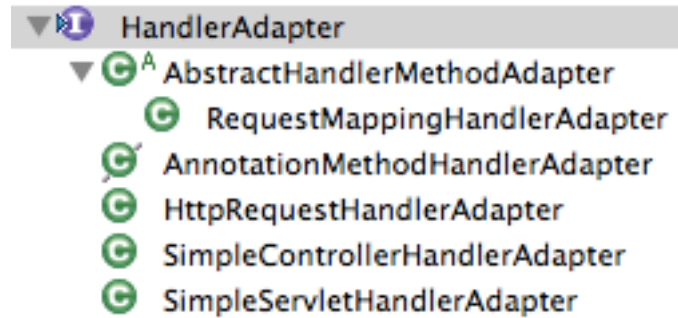 I HandlerAdapter
C A AbstractHandlerMethodAdapter
C RequestMappingHandlerAdapter
C AnnotationMethodHandlerAdapter
C HttpRequestHandlerAdapter
C SimpleControllerHandlerAdapter
C SimpleServletHandlerAdapter